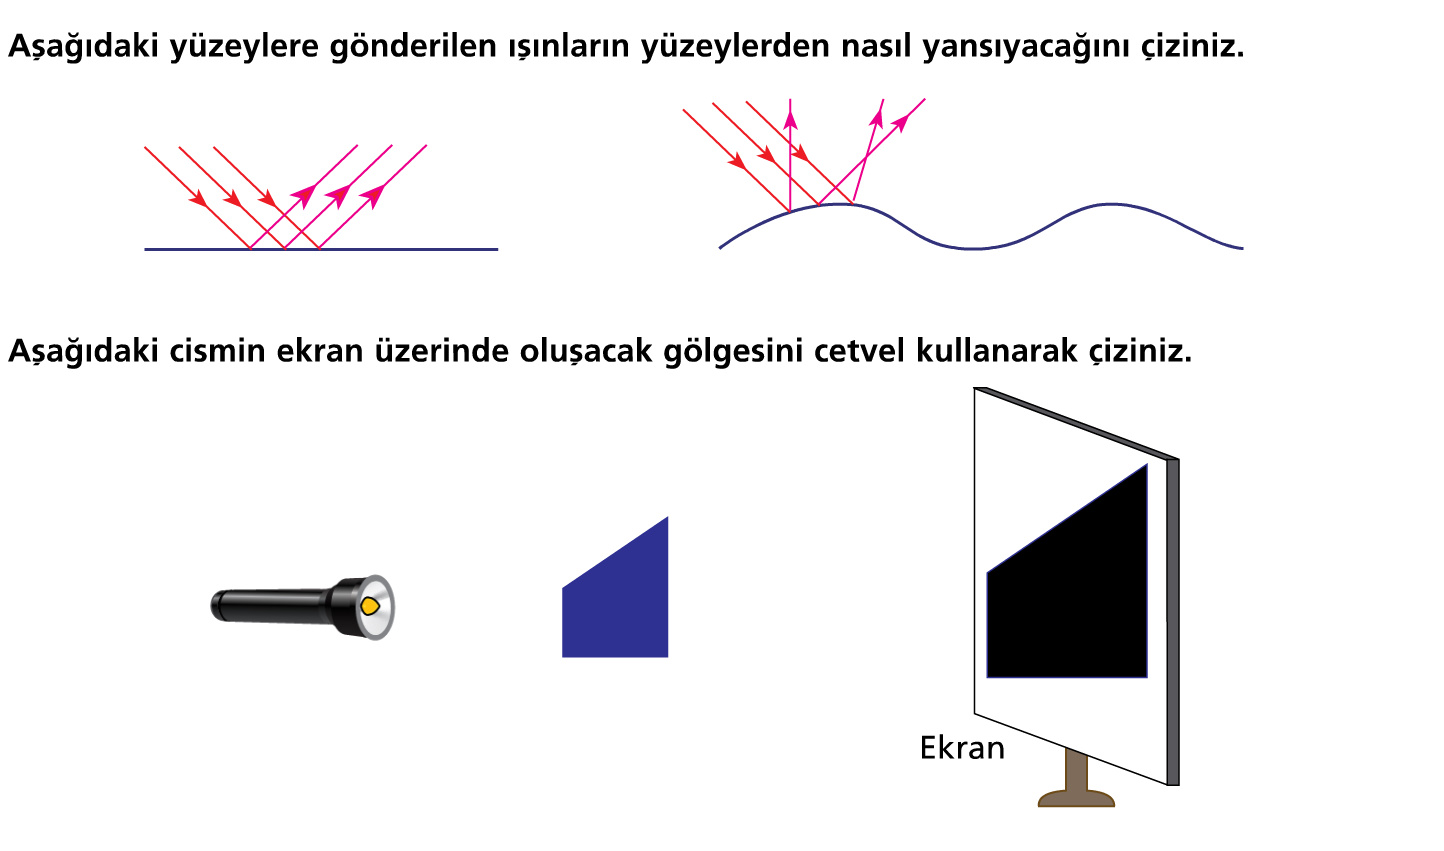 Aşağıdaki yüzeylere gönderilen ışınların yüzeylerden nasıl yansıyacağını çiziniz.
Aşağıdaki cismin ekran üzerinde oluşacak gölgesini cetvel kullanarak çiziniz.
Ekran